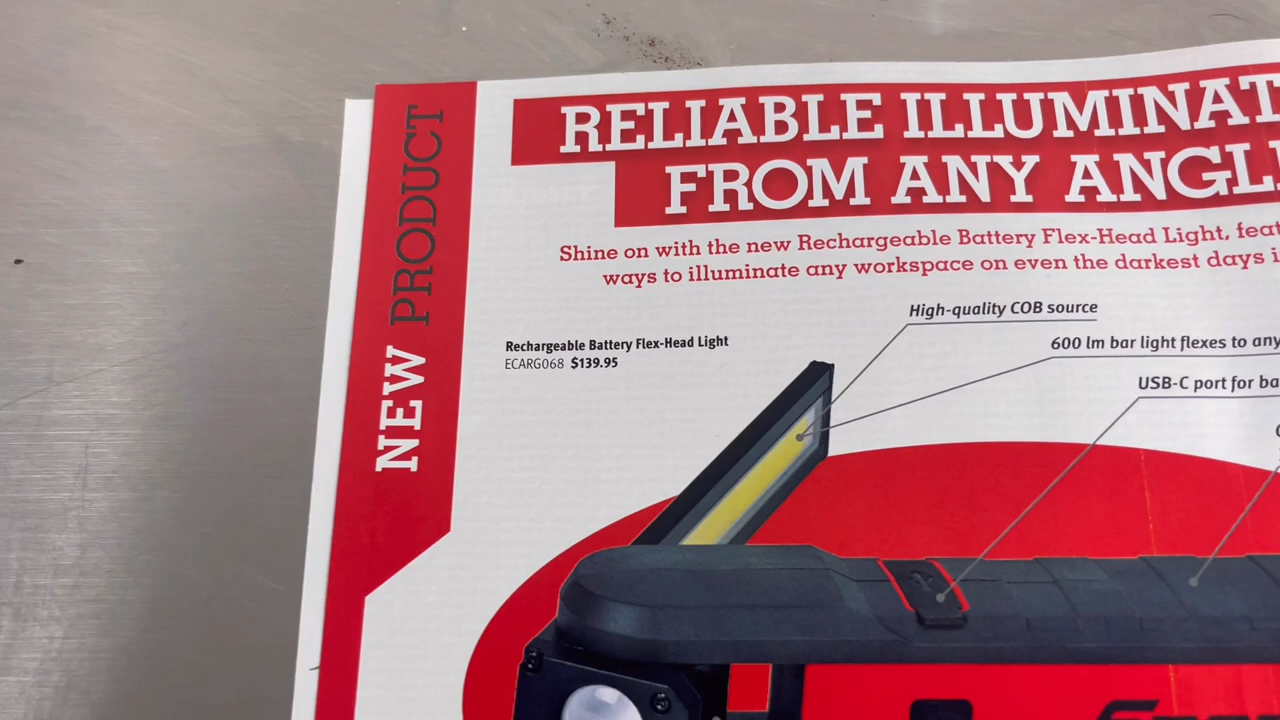 NEW PRODUCT
RELIABLE ILLUMINAT
FROM ANY ANGL
Shine on with the new Rechargeable Battery Flex-Head Light, feat
ways to illuminate any workspace on even the darkest days i
High-quality COB source
Rechargeable Battery Flex-Head Light
ECARG068 $139.95
600 lm bar light flexes to any
USB-C port for ba